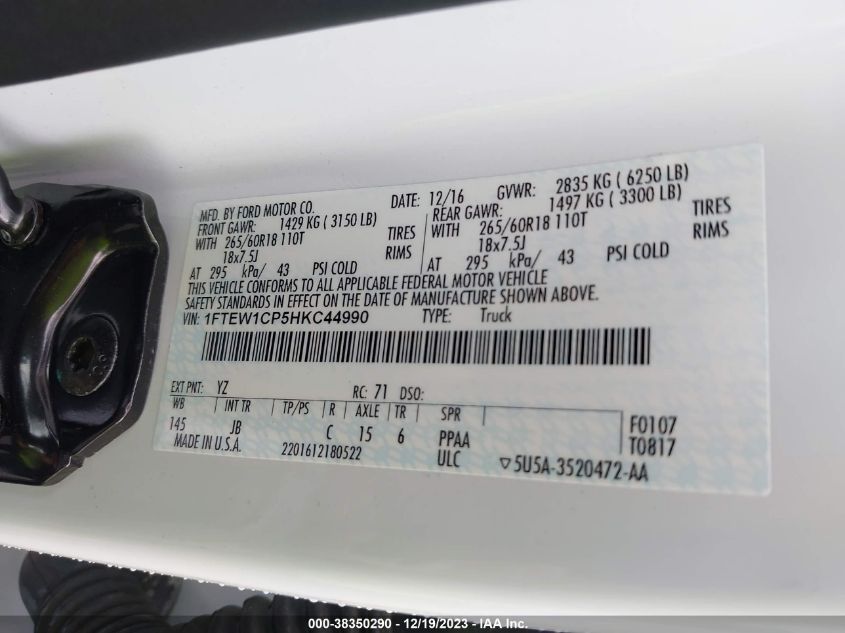 MFD. BY FORD MOTOR CO.
DATE: 12/16 GVWR: 2835 KG ( 6250 LB)
FRONT GAWR: 1429 KG ( 3150 LB) REAR GAWR: 1497 KG ( 3300 LB)
WITH 265/60R18 110T TIRES WITH 265/60R18 110T TIRES
18x7.5J RIMS 18x7.5J RIMS
AT 295 kPa/ 43 PSI COLD AT 295 kPa/ 43 PSI COLD
THIS VEHICLE CONFORMS TO ALL APPLICABLE FEDERAL MOTOR VEHICLE
SAFETY STANDARDS IN EFFECT ON THE DATE OF MANUFACTURE SHOWN ABOVE.
VIN: 1FTEW1CP5HKC44990 TYPE: Truck
EXT PNT: YZ RC: 71 DSO:
WB INT TR TP/PS R AXLE TR SPR
145 JB C 15 6 PPAA F0107
MADE IN U.S.A. 2201612180522 ULC T0817
▽5U5A-3520472-AA
000-38350290 - 12/19/2023 - IAA Inc.